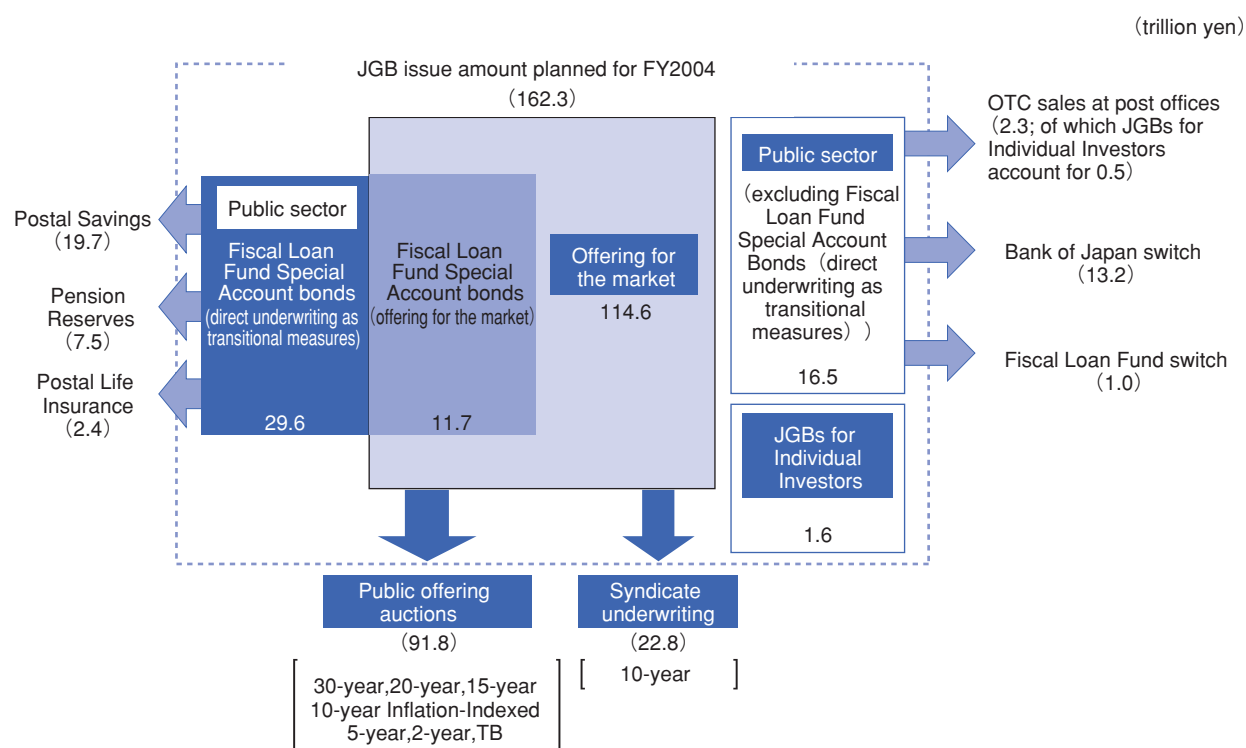 (trillion yen)
JGB issue amount planned for FY2004
(162.3)
Postal Savings
(19.7)
Pension
Reserves
(7.5)
Postal Life
Insurance
(2.4)
Public sector
Fiscal Loan
Fund Special
Account bonds
(direct underwriting as
transitional measures)
29.6
Fiscal Loan
Fund Special
Account bonds
(offering for the market)
11.7
Offering for
the market
114.6
Public sector
(excluding Fiscal
Loan Fund
Special Account
Bonds (direct
underwriting as
transitional
measures))
16.5
JGBs for
Individual
Investors
1.6
OTC sales at post offices
(2.3; of which JGBs for
Individual Investors
account for 0.5)
Bank of Japan switch
(13.2)
Fiscal Loan Fund switch
(1.0)
Public offering
auctions
(91.8)
30-year,20-year,15-year
10-year Inflation-Indexed
5-year,2-year,TB
Syndicate
underwriting
(22.8)
[ 10-year ]